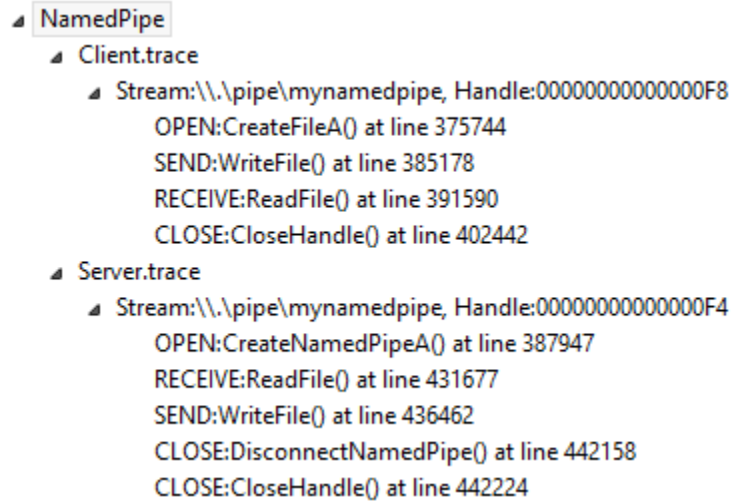 NamedPipe
Client.trace
Stream:\\.\pipe\mynamedpipe, Handle:00000000000000F8
OPEN:CreateFileA() at line 375744
SEND:WriteFile() at line 385178
RECEIVE:ReadFile() at line 391590
CLOSE:CloseHandle() at line 402442
Server.trace
Stream:\\.\pipe\mynamedpipe, Handle:00000000000000F4
OPEN:CreateNamedPipeA() at line 387947
RECEIVE:ReadFile() at line 431677
SEND:WriteFile() at line 436462
CLOSE:DisconnectNamedPipe() at line 442158
CLOSE:CloseHandle() at line 442224